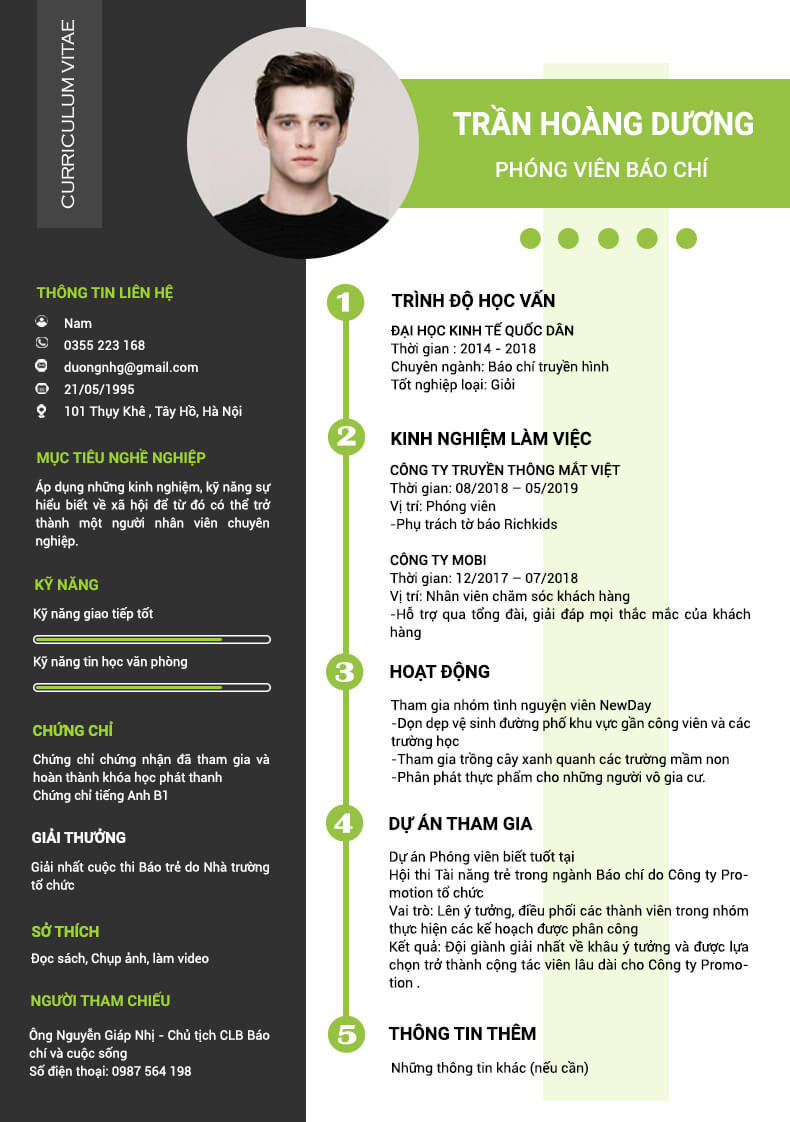 CURRICULUM VITAE
TRẦN HOÀNG DƯƠNG
PHÓNG VIÊN BÁO CHÍ
THÔNG TIN LIÊN HỆ
Nam
0355 223 168
duongnhg@gmail.com
21/05/1995
101 Thụy Khê , Tây Hồ, Hà Nội
MỤC TIÊU NGHỀ NGHIỆP
Áp dụng những kinh nghiệm, kỹ năng sự
hiểu biết về xã hội để từ đó có thể trở
thành một người nhân viên chuyên
nghiệp.
KỸ NĂNG
Kỹ năng giao tiếp tốt
Kỹ năng tin học văn phòng
CHỨNG CHỈ
Chứng chỉ chứng nhận đã tham gia và
hoàn thành khóa học phát thanh
Chứng chỉ tiếng Anh B1
GIẢI THƯỞNG
Giải nhất cuộc thi Báo trẻ do Nhà trường
tổ chức
SỞ THÍCH
Đọc sách, Chụp ảnh, làm video
NGƯỜI THAM CHIẾU
Ông Nguyễn Giáp Nhị - Chủ tịch CLB Báo
chí và cuộc sống
Số điện thoại: 0987 564 198
1 TRÌNH ĐỘ HỌC VẤN
ĐẠI HỌC KINH TẾ QUỐC DÂN
Thời gian : 2014 - 2018
Chuyên ngành: Báo chí truyền hình
Tốt nghiệp loại: Giỏi
2 KINH NGHIỆM LÀM VIỆC
CÔNG TY TRUYỀN THÔNG MẮT VIỆT
Thời gian: 08/2018 – 05/2019
Vị trí: Phóng viên
-Phụ trách tờ báo Richkids
CÔNG TY MOBI
Thời gian: 12/2017 – 07/2018
Vị trí: Nhân viên chăm sóc khách hàng
-Hỗ trợ qua tổng đài, giải đáp mọi thắc mắc của khách
hàng
3 HOẠT ĐỘNG
Tham gia nhóm tình nguyện viên NewDay
-Dọn dẹp vệ sinh đường phố khu vực gần công viên và các
trường học
-Tham gia trồng cây xanh quanh các trường mầm non
-Phân phát thực phẩm cho những người vô gia cư.
4 DỰ ÁN THAM GIA
Dự án Phóng viên biết tuốt tại
Hội thi Tài năng trẻ trong ngành Báo chí do Công ty Pro-
motion tổ chức
Vai trò: Lên ý tưởng, điều phối các thành viên trong nhóm
thực hiện các kế hoạch được phân công
Kết quả: Đội giành giải nhất về khâu ý tưởng và được lựa
chọn trở thành cộng tác viên lâu dài cho Công ty Promo-
tion .
5 THÔNG TIN THÊM
Những thông tin khác (nếu cần)